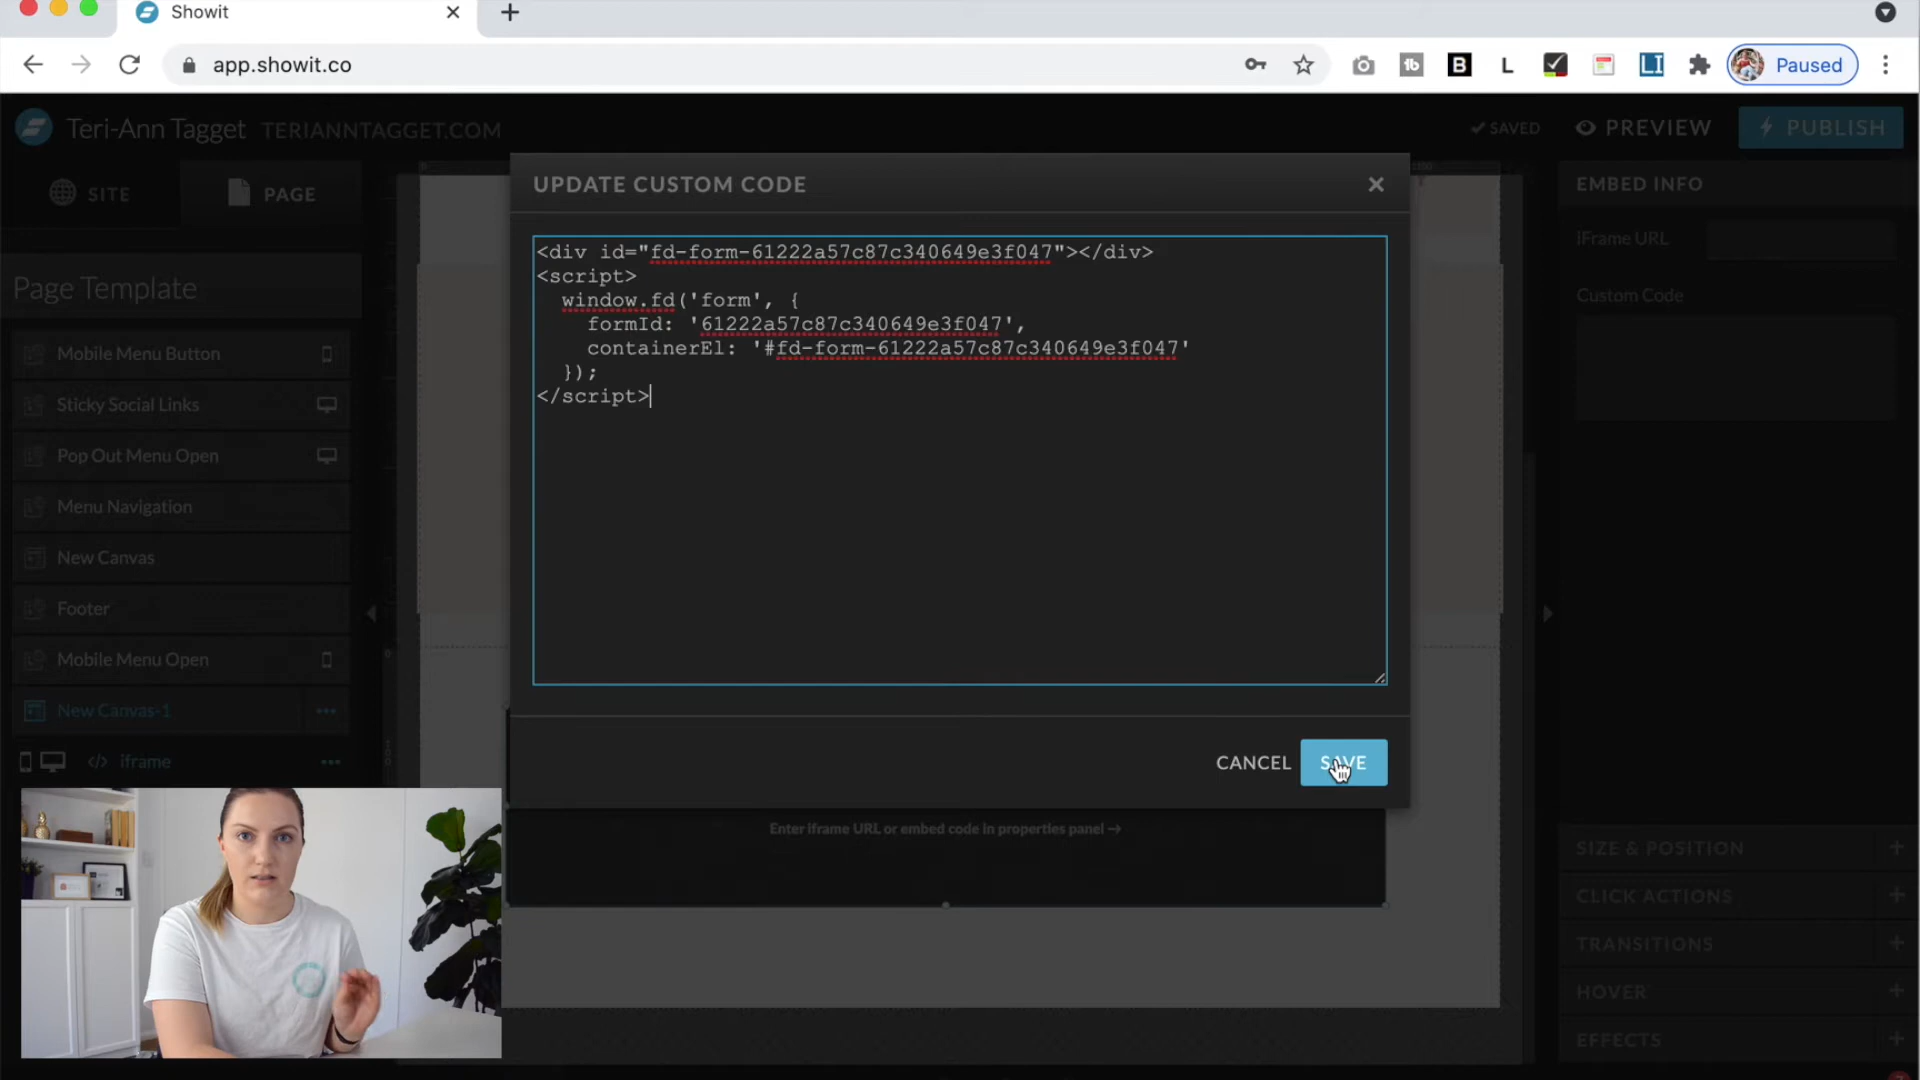 Showit
app.showit.co
Paused
Teri-Ann Tagget TERIANNTAGGET.COM
SAVED
PREVIEW
PUBLISH
SITE
PAGE
UPDATE CUSTOM CODE
EMBED INFO
iFrame URL
Custom Code
Page Template
Mobile Menu Button
Sticky Social Links
Pop Out Menu Open
Menu Navigation
New Canvas
Footer
Mobile Menu Open
New Canvas-1
</> iframe
<div id="fd-form-61222a57c87c340649e3f047"></div>
<script>
window.fd('form', {
formId: '61222a57c87c340649e3f047',
containerEl: '#fd-form-61222a57c87c340649e3f047'
});
</script>
CANCEL
SAVE
Enter iframe URL or embed code in properties panel →
SIZE & POSITION
CLICK ACTIONS
TRANSITIONS
HOVER
EFFECTS